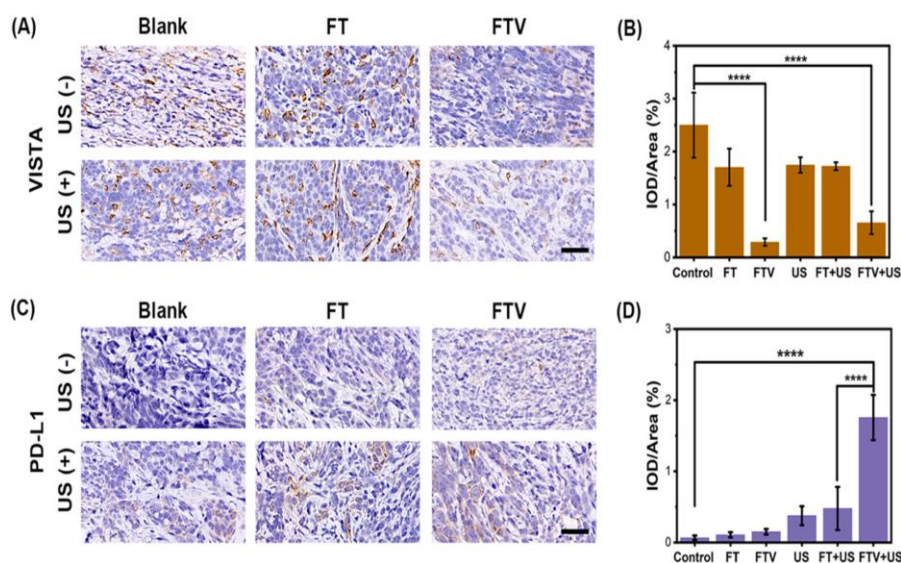 (A)
Blank
FT
FTV
VISTA
US (-)
US (+)
(B)
IOD/Area (%)
4
3
2
1
0
****
****
Control
FT
FTV
US
FT+US
FTV+US
(C)
Blank
FT
FTV
PD-L1
US (-)
US (+)
(D)
IOD/Area (%)
3
2
1
0
****
****
Control
FT
FTV
US
FT+US
FTV+US